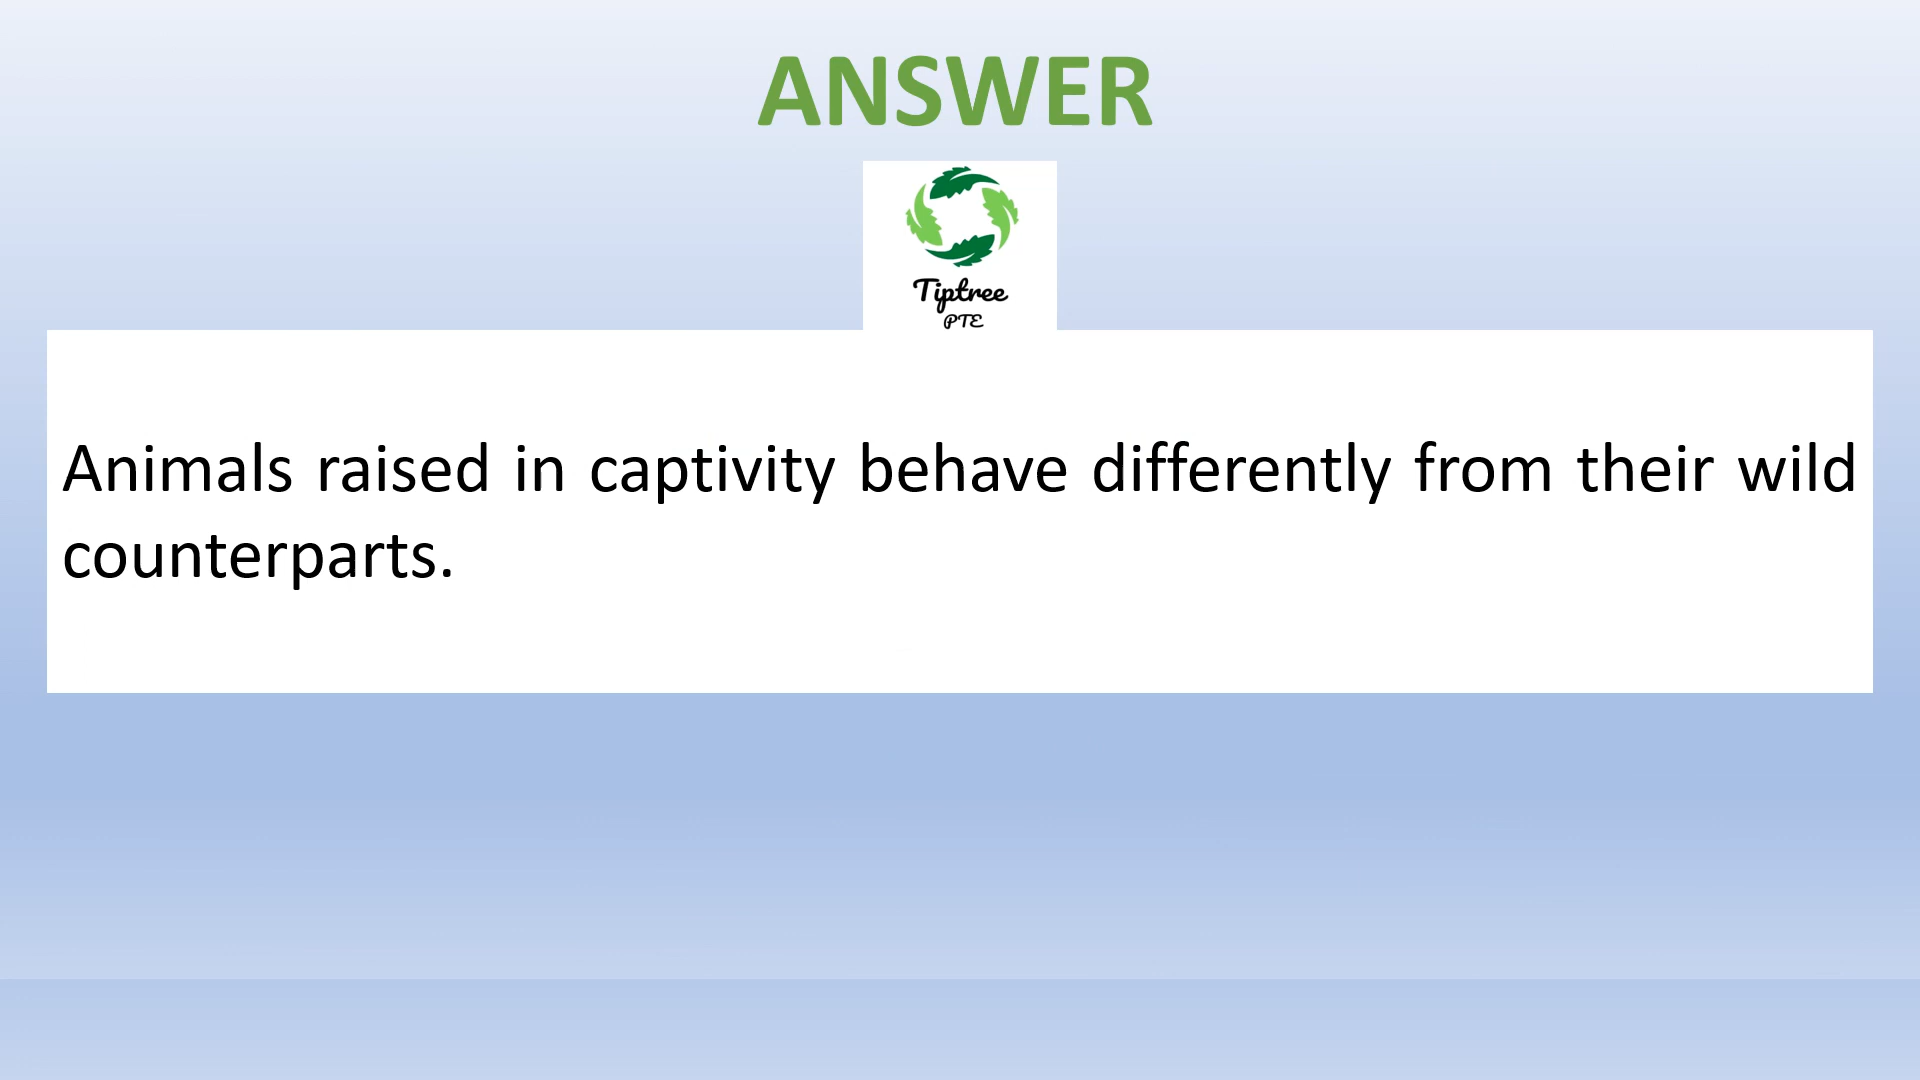 ANSWER
Tiptree
PTE
Animals raised in captivity behave differently from their wild
counterparts.